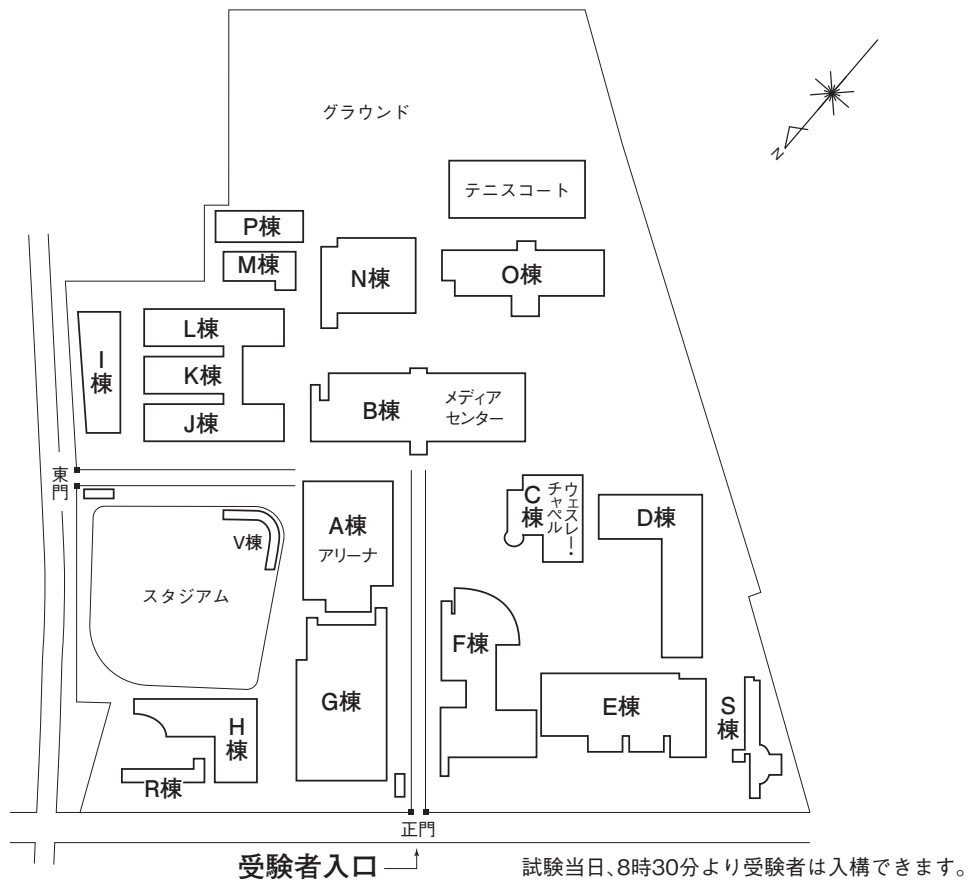 グラウンド
N
テニスコート
P棟
M棟
N棟
O棟
I棟
L棟
K棟
J棟
B棟
メディア
センター
東門
C棟
ウェスレー・
チャペル
D棟
A棟
アリーナ
V棟
スタジアム
F棟
G棟
E棟
S棟
H棟
R棟
正門
受験者入口
試験当日、8時30分より受験者は入構できます。